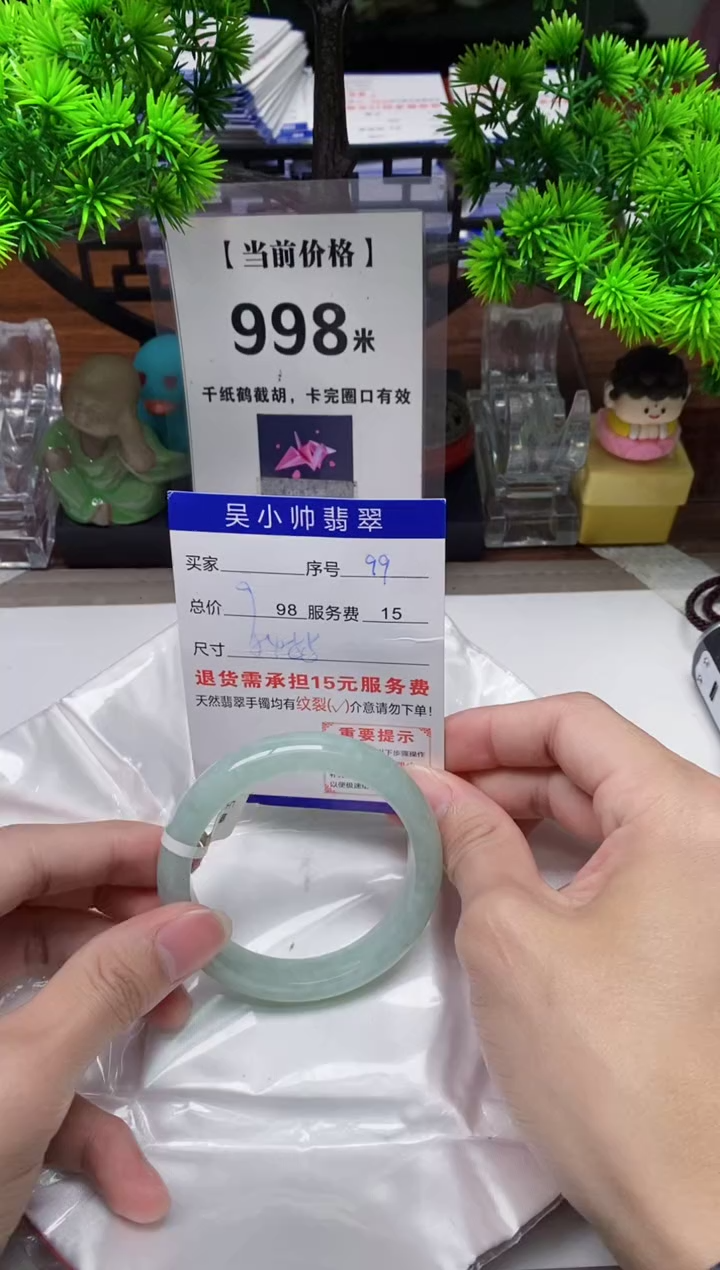 【当前价格】
998米
千纸鹤截胡，卡完圈口有效
吴小帅翡翠
买家 序号 99
总价 9 98 服务费 15
尺寸
退货需承担15元服务费
天然翡翠手镯均有纹裂(√)介意请勿下单!
重要提示